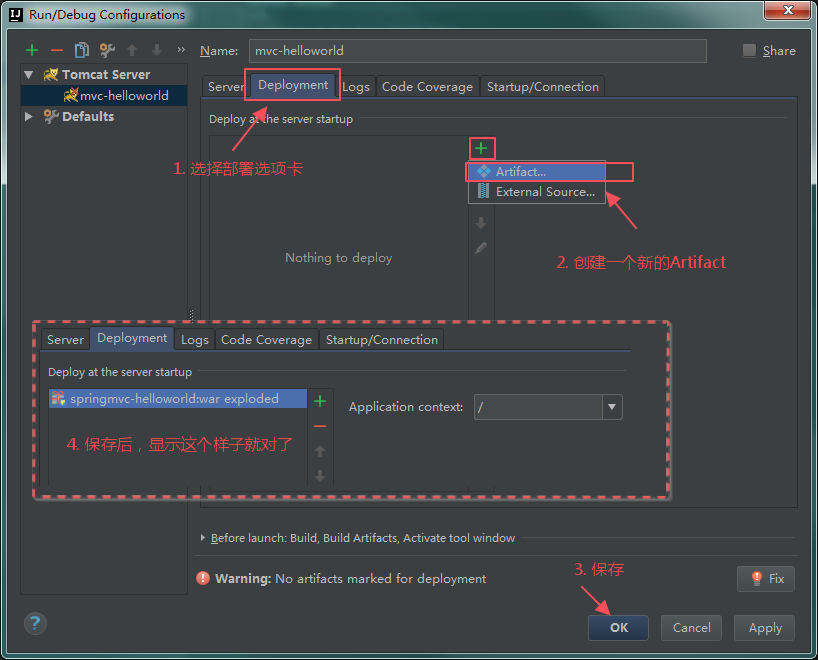 Run/Debug Configurations
Name: mvc-helloworld
Share
Tomcat Server
mvc-helloworld
Defaults
Server Deployment Logs Code Coverage Startup/Connection
Deploy at the server startup
1. 选择部署选项卡
Artifact...
External Source...
Nothing to deploy
2. 创建一个新的Artifact
Server Deployment Logs Code Coverage Startup/Connection
Deploy at the server startup
springmvc-helloworld:war exploded
Application context: /
4. 保存后，显示这个样子就对了
Before launch: Build, Build Artifacts, Activate tool window
Warning: No artifacts marked for deployment
3. 保存
Fix
?
OK Cancel Apply